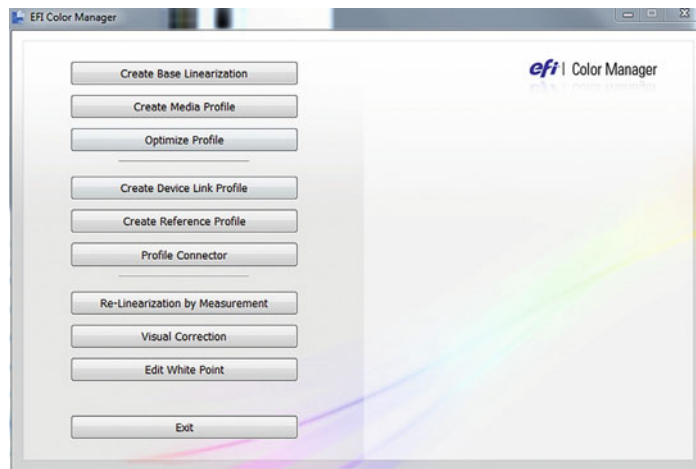 EFI Color Manager
efi | Color Manager
Create Base Linearization
Create Media Profile
Optimize Profile
Create Device Link Profile
Create Reference Profile
Profile Connector
Re-Linearization by Measurement
Visual Correction
Edit White Point
Exit